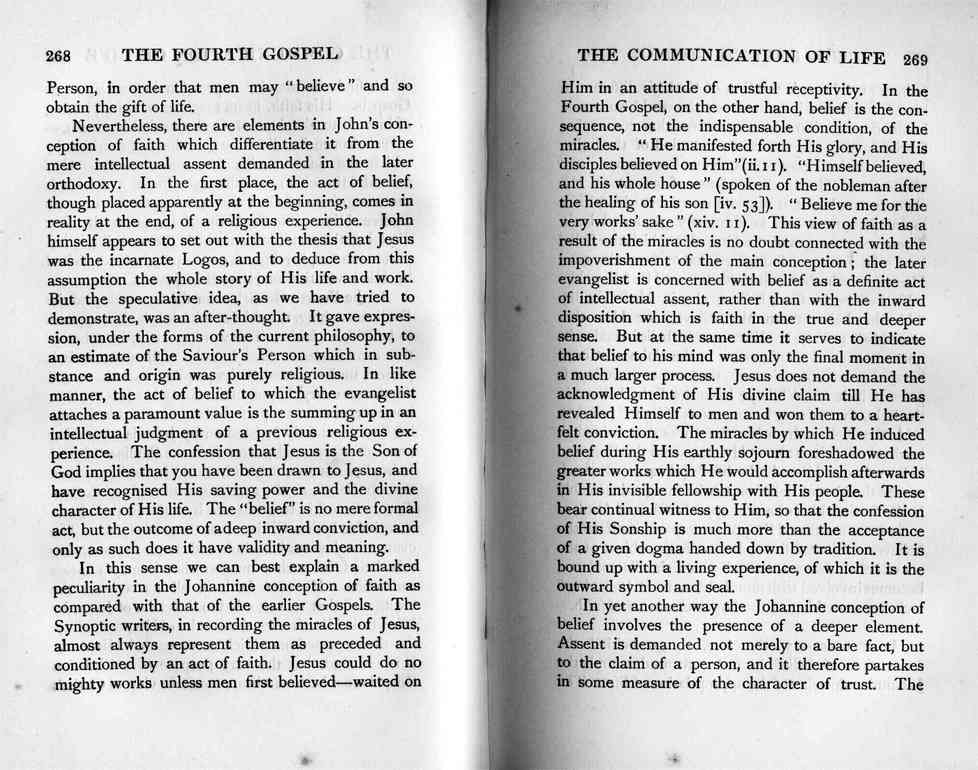 268 THE FOURTH GOSPEL
Person, in order that men may “believe” and so
obtain the gift of life.
Nevertheless, there are elements in John's con-
ception of faith which differentiate it from the
mere intellectual assent demanded in the later
orthodoxy. In the first place, the act of belief,
though placed apparently at the beginning, comes in
reality at the end, of a religious experience. John
himself appears to set out with the thesis that Jesus
was the incarnate Logos, and to deduce from this
assumption the whole story of His life and work.
But the speculative idea, as we have tried to
demonstrate, was an after-thought. It gave expres-
sion, under the forms of the current philosophy, to
an estimate of the Saviour's Person which in sub-
stance and origin was purely religious. In like
manner, the act of belief to which the evangelist
attaches a paramount value is the summing up in an
intellectual judgment of a previous religious ex-
perience. The confession that Jesus is the Son of
God implies that you have been drawn to Jesus, and
have recognised His saving power and the divine
character of His life. The “belief” is no mere formal
act, but the outcome of a deep inward conviction, and
only as such does it have validity and meaning.
In this sense we can best explain a marked
peculiarity in the Johannine conception of faith as
compared with that of the earlier Gospels. The
Synoptic writers, in recording the miracles of Jesus,
almost always represent them as preceded and
conditioned by an act of faith. Jesus could do no
mighty works unless men first believed—waited on
THE COMMUNICATION OF LIFE 269
Him in an attitude of trustful receptivity. In the
Fourth Gospel, on the other hand, belief is the con-
sequence, not the indispensable condition, of the
miracles. “He manifested forth His glory, and His
disciples believed on Him” (ii. 11). “Himself believed,
and his whole house” (spoken of the nobleman after
the healing of his son [iv. 53]). “Believe me for the
very works' sake” (xiv. 11). This view of faith as a
result of the miracles is no doubt connected with the
impoverishment of the main conception; the later
evangelist is concerned with belief as a definite act
of intellectual assent, rather than with the inward
disposition which is faith in the true and deeper
sense. But at the same time it serves to indicate
that belief to his mind was only the final moment in
a much larger process. Jesus does not demand the
acknowledgment of His divine claim till He has
revealed Himself to men and won them to a heart-
felt conviction. The miracles by which He induced
belief during His earthly sojourn foreshadowed the
greater works which He would accomplish afterwards
in His invisible fellowship with His people. These
bear continual witness to Him, so that the confession
of His Sonship is much more than the acceptance
of a given dogma handed down by tradition. It is
bound up with a living experience, of which it is the
outward symbol and seal.
In yet another way the Johannine conception of
belief involves the presence of a deeper element.
Assent is demanded not merely to a bare fact, but
to the claim of a person, and it therefore partakes
in some measure of the character of trust. The